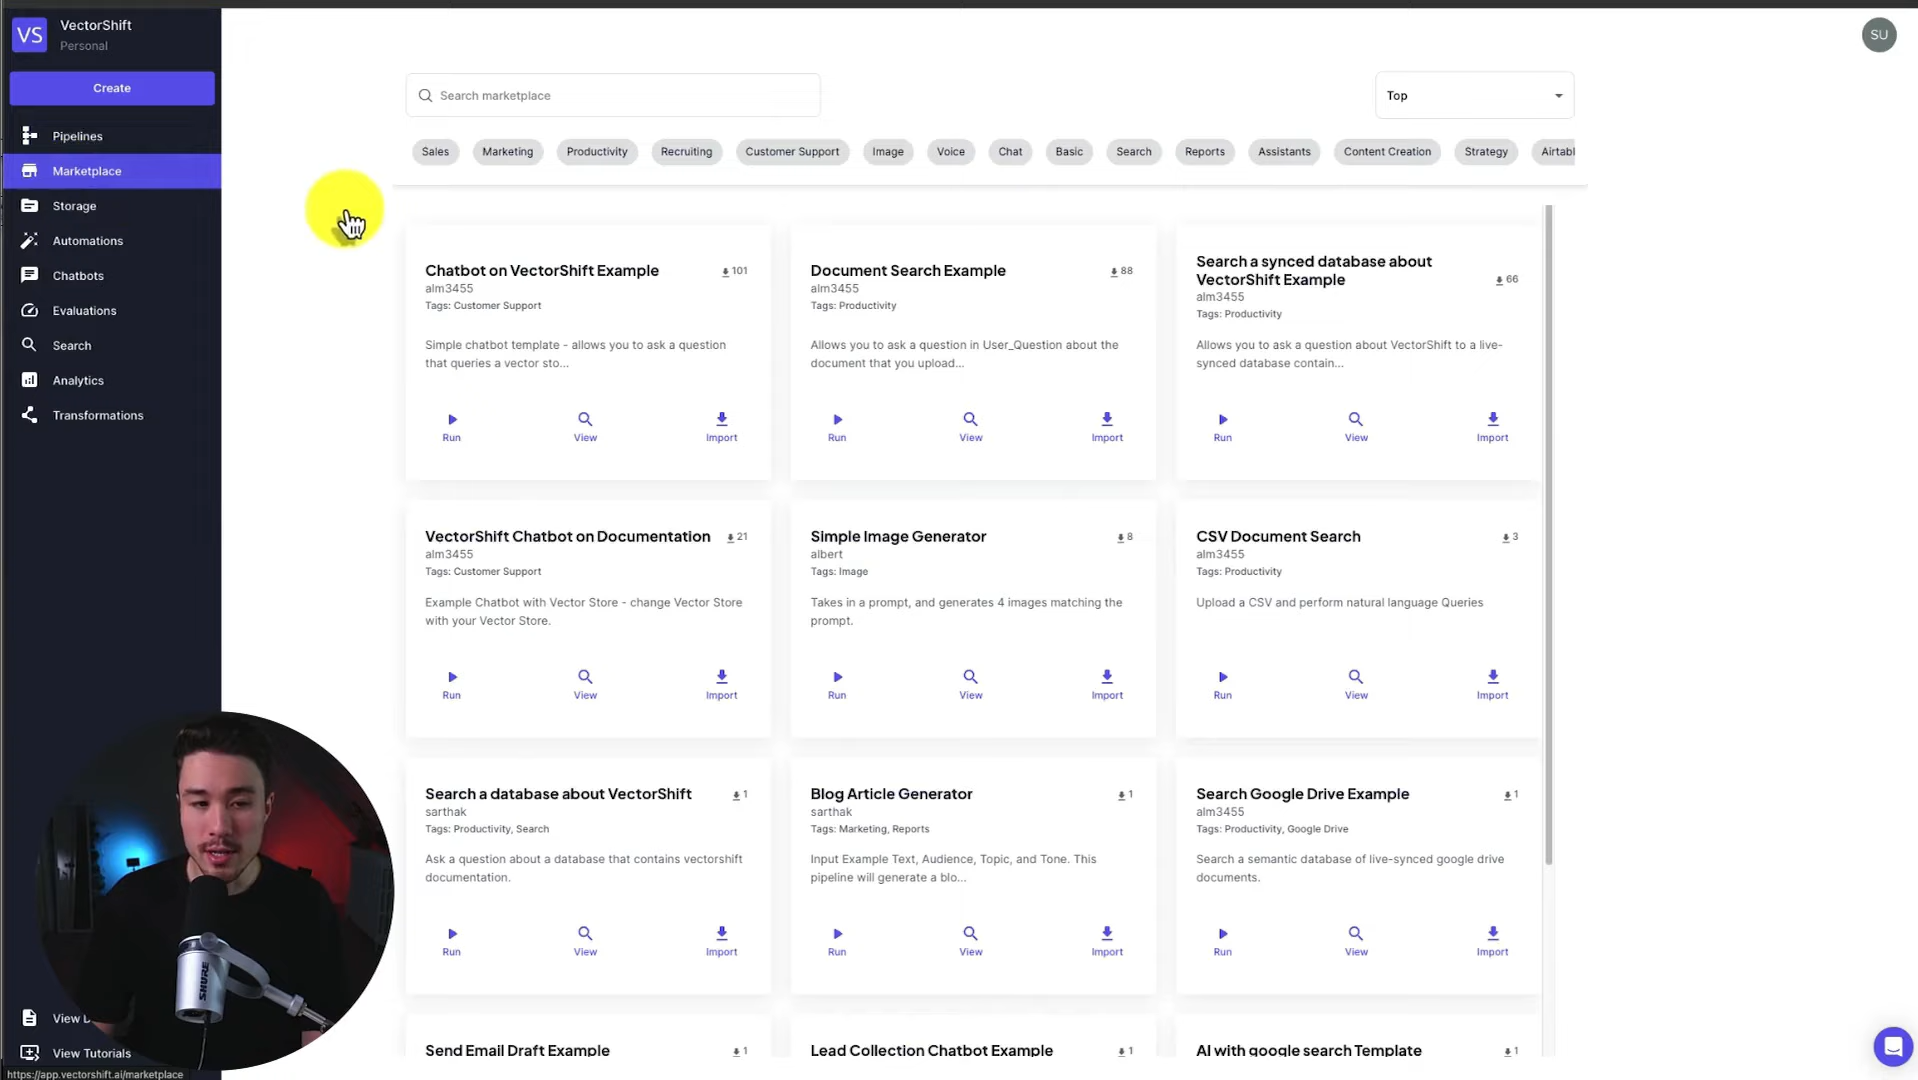 VS
VectorShift
Personal
SU
Create
Search marketplace
Top
Pipelines
Marketplace
Storage
Automations
Chatbots
Evaluations
Search
Analytics
Transformations
Sales
Marketing
Productivity
Recruiting
Customer Support
Image
Voice
Chat
Basic
Search
Reports
Assistants
Content Creation
Strategy
Airtabl
Chatbot on VectorShift Example
101
alm3455
Tags: Customer Support
Simple chatbot template - allows you to ask a question
that queries a vector sto...
Run
View
Import
Document Search Example
88
alm3455
Tags: Productivity
Allows you to ask a question in User_Question about the
document that you upload...
Run
View
Import
Search a synced database about
VectorShift Example
66
alm3455
Tags: Productivity
Allows you to ask a question about VectorShift to a live-
synced database contain...
Run
View
Import
VectorShift Chatbot on Documentation
21
alm3455
Tags: Customer Support
Example Chatbot with Vector Store - change Vector Store
with your Vector Store.
Run
View
Import
Simple Image Generator
8
albert
Tags: Image
Takes in a prompt, and generates 4 images matching the
prompt.
Run
View
Import
CSV Document Search
3
alm3455
Tags: Productivity
Upload a CSV and perform natural language Queries
Run
View
Import
Search a database about VectorShift
1
sarthak
Tags: Productivity, Search
Ask a question about a database that contains vectorshift
documentation.
Run
View
Import
Blog Article Generator
1
sarthak
Tags: Marketing, Reports
Input Example Text, Audience, Topic, and Tone. This
pipeline will generate a blo...
Run
View
Import
Search Google Drive Example
1
alm3455
Tags: Productivity, Google Drive
Search a semantic database of live-synced google drive
documents.
Run
View
Import
Send Email Draft Example
1
Lead Collection Chatbot Example
1
AI with google search Template
1
SHURE
View
View Tutorials
https://app.vectorshift.ai/marketplace